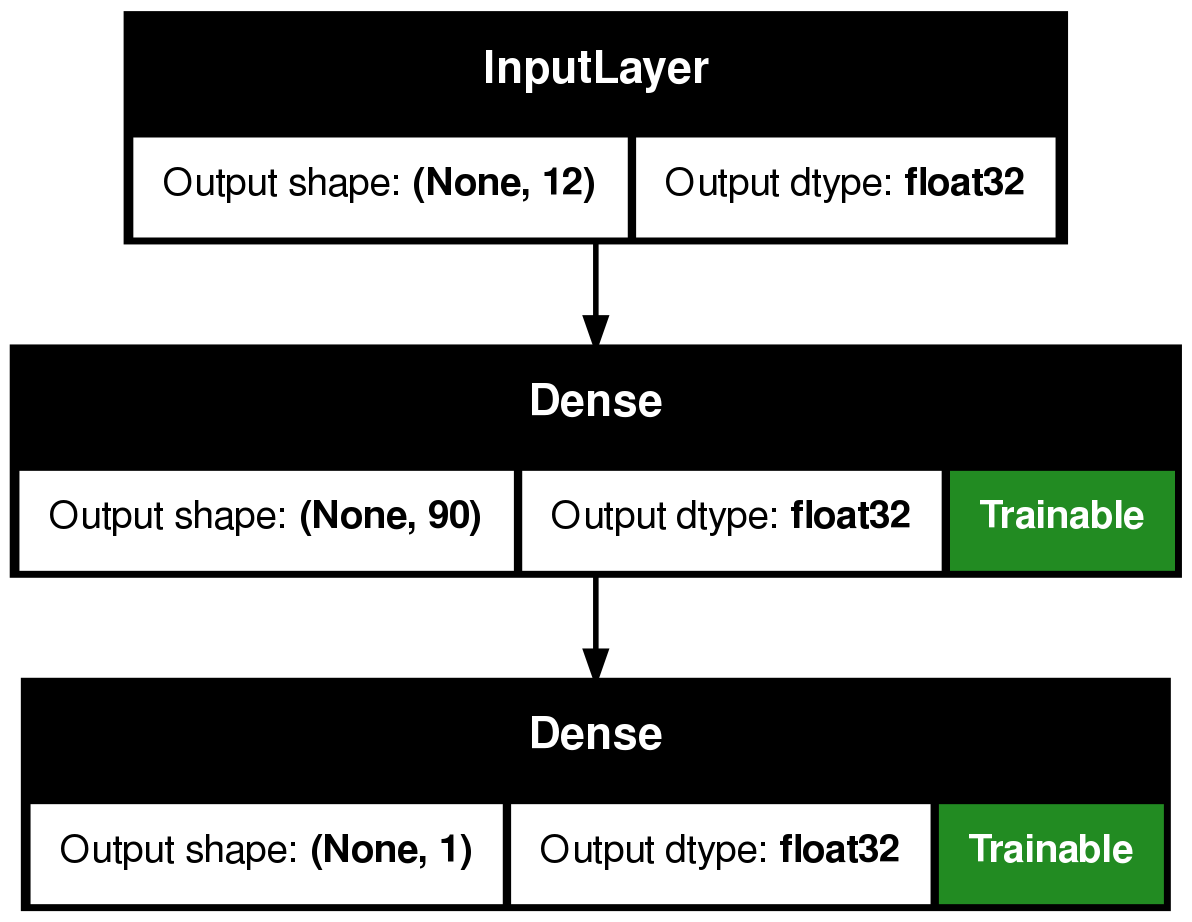 InputLayer
Output shape: (None, 12) Output dtype: float32
Dense
Output shape: (None, 90) Output dtype: float32 Trainable
Dense
Output shape: (None, 1) Output dtype: float32 Trainable